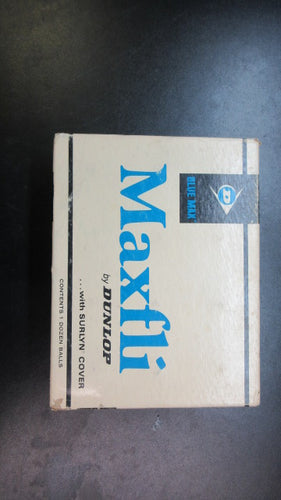 D
BLUE MAX
Maxfli
by DUNLOP
...with SURLYN COVER
CONTENTS 1 DOZEN BALLS